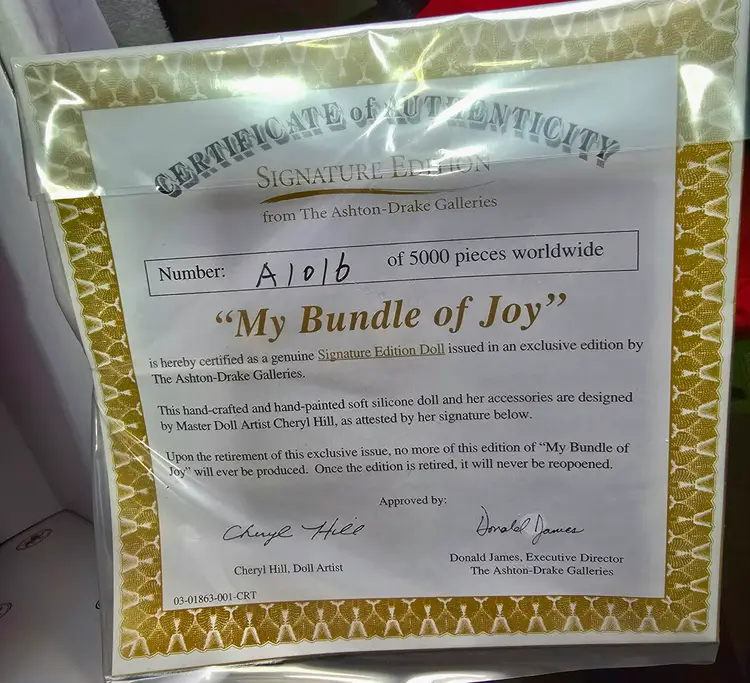 CERTIFICATE of AUTHENTICITY
SIGNATURE EDITION
from The Ashton-Drake Galleries
Number: A1016 of 5000 pieces worldwide
“My Bundle of Joy”
is hereby certified as a genuine Signature Edition Doll issued in an exclusive edition by
The Ashton-Drake Galleries.
This hand-crafted and hand-painted soft silicone doll and her accessories are designed
by Master Doll Artist Cheryl Hill, as attested by her signature below.
Upon the retirement of this exclusive issue, no more of this edition of “My Bundle of
Joy” will ever be produced. Once the edition is retired, it will never be reopoened.
Approved by:
Cheryl Hill
Donald James
Cheryl Hill, Doll Artist
Donald James, Executive Director
The Ashton-Drake Galleries
03-01863-001-CRT